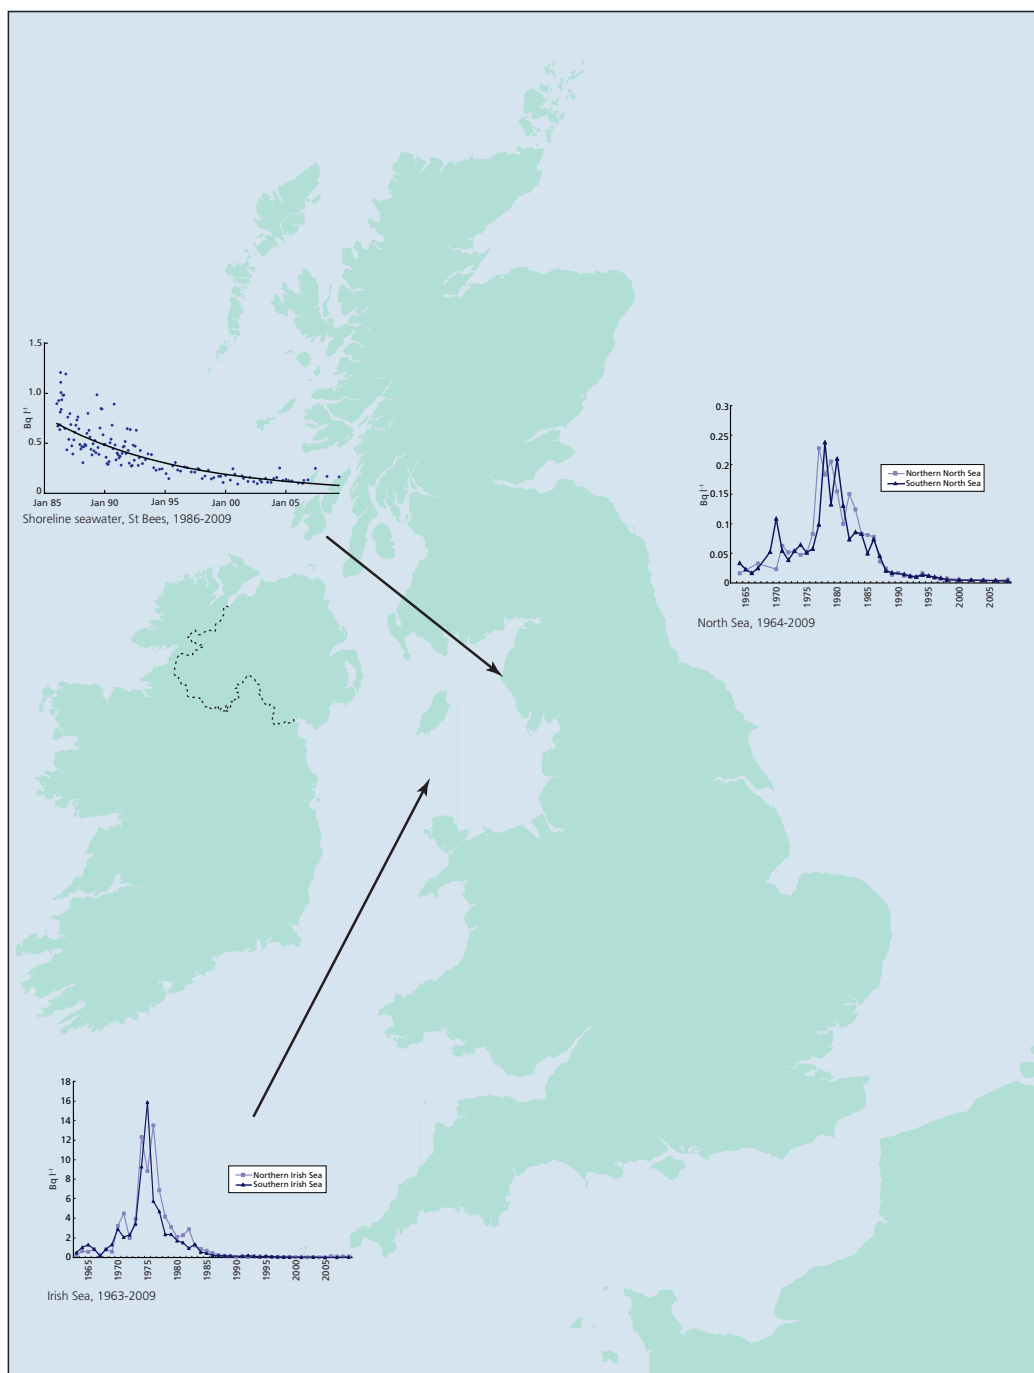 1.5
1.0
0.5
0
Bq l-1
Jan 85 Jan 90 Jan 95 Jan 00 Jan 05
Shoreline seawater, St Bees, 1986-2009
0.3
0.25
0.2
0.15
0.1
0.05
0
Bq l-1
Northern North Sea
Southern North Sea
1965 1970 1975 1980 1985 1990 1995 2000 2005
North Sea, 1964-2009
18
16
14
12
10
8
6
4
2
0
Bq l-1
Northern Irish Sea
Southern Irish Sea
1965 1970 1975 1980 1985 1990 1995 2000 2005
Irish Sea, 1963-2009